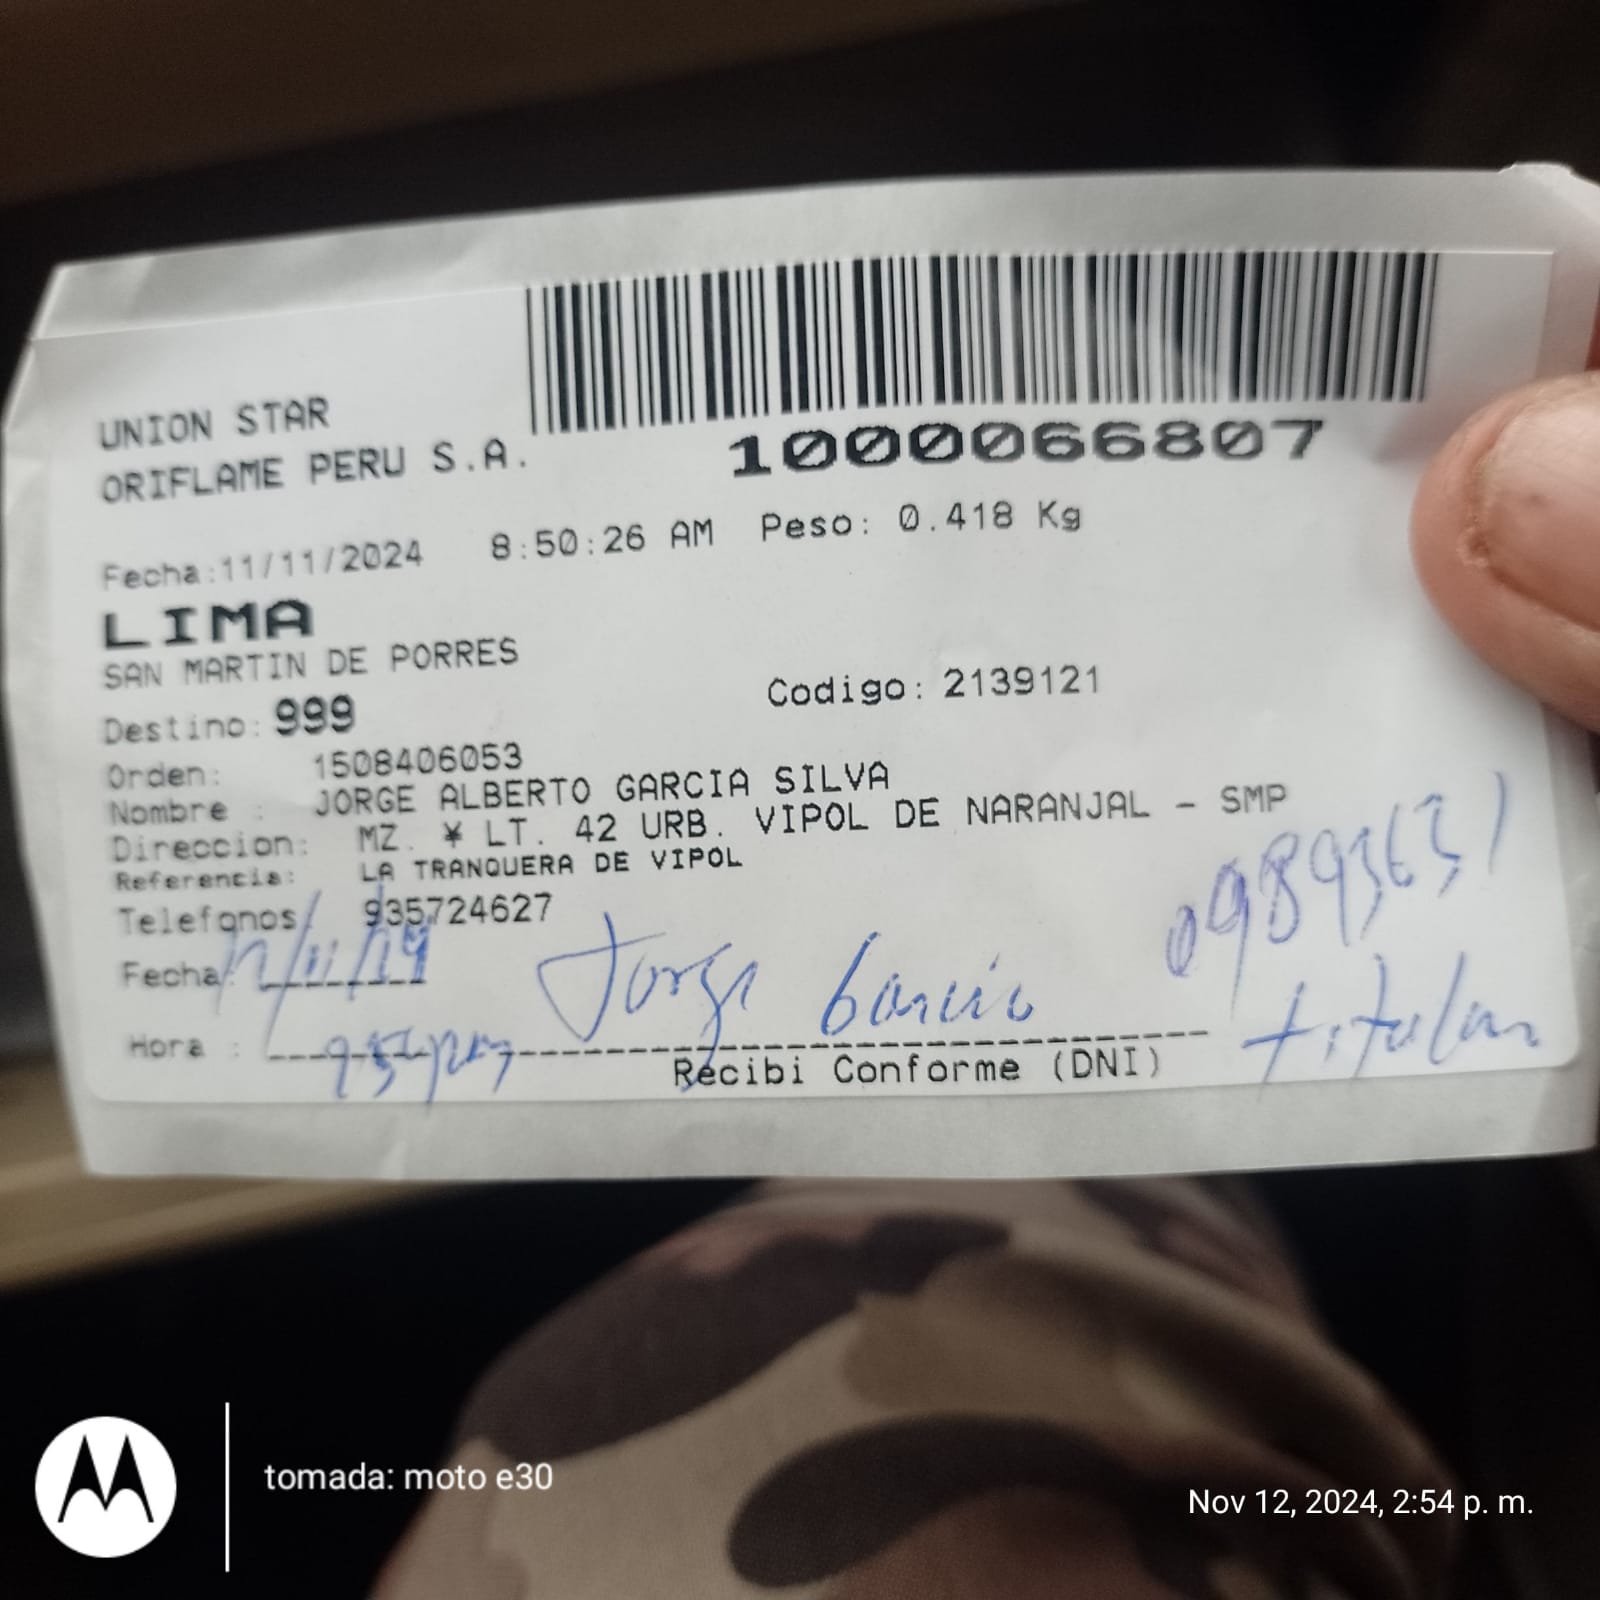 UNION STAR
ORIFLAME PERU S.A.
1000066807
Fecha:11/11/2024 8:50:26 AM Peso: 0.418 Kg
LIMA
SAN MARTIN DE PORRES
Destino: 999 Codigo: 2139121
Orden: 1508406053
Nombre : JORGE ALBERTO GARCIA SILVA
Direccion: MZ. ¥ LT. 42 URB. VIPOL DE NARANJAL - SMP
Referencia: LA TRANQUERA DE VIPOL
Telefonos 935724627
Fecha:
Jorge Garcia
titular
Hora :
Recibi Conforme (DNI)
tomada: moto e30
Nov 12, 2024, 2:54 p. m.